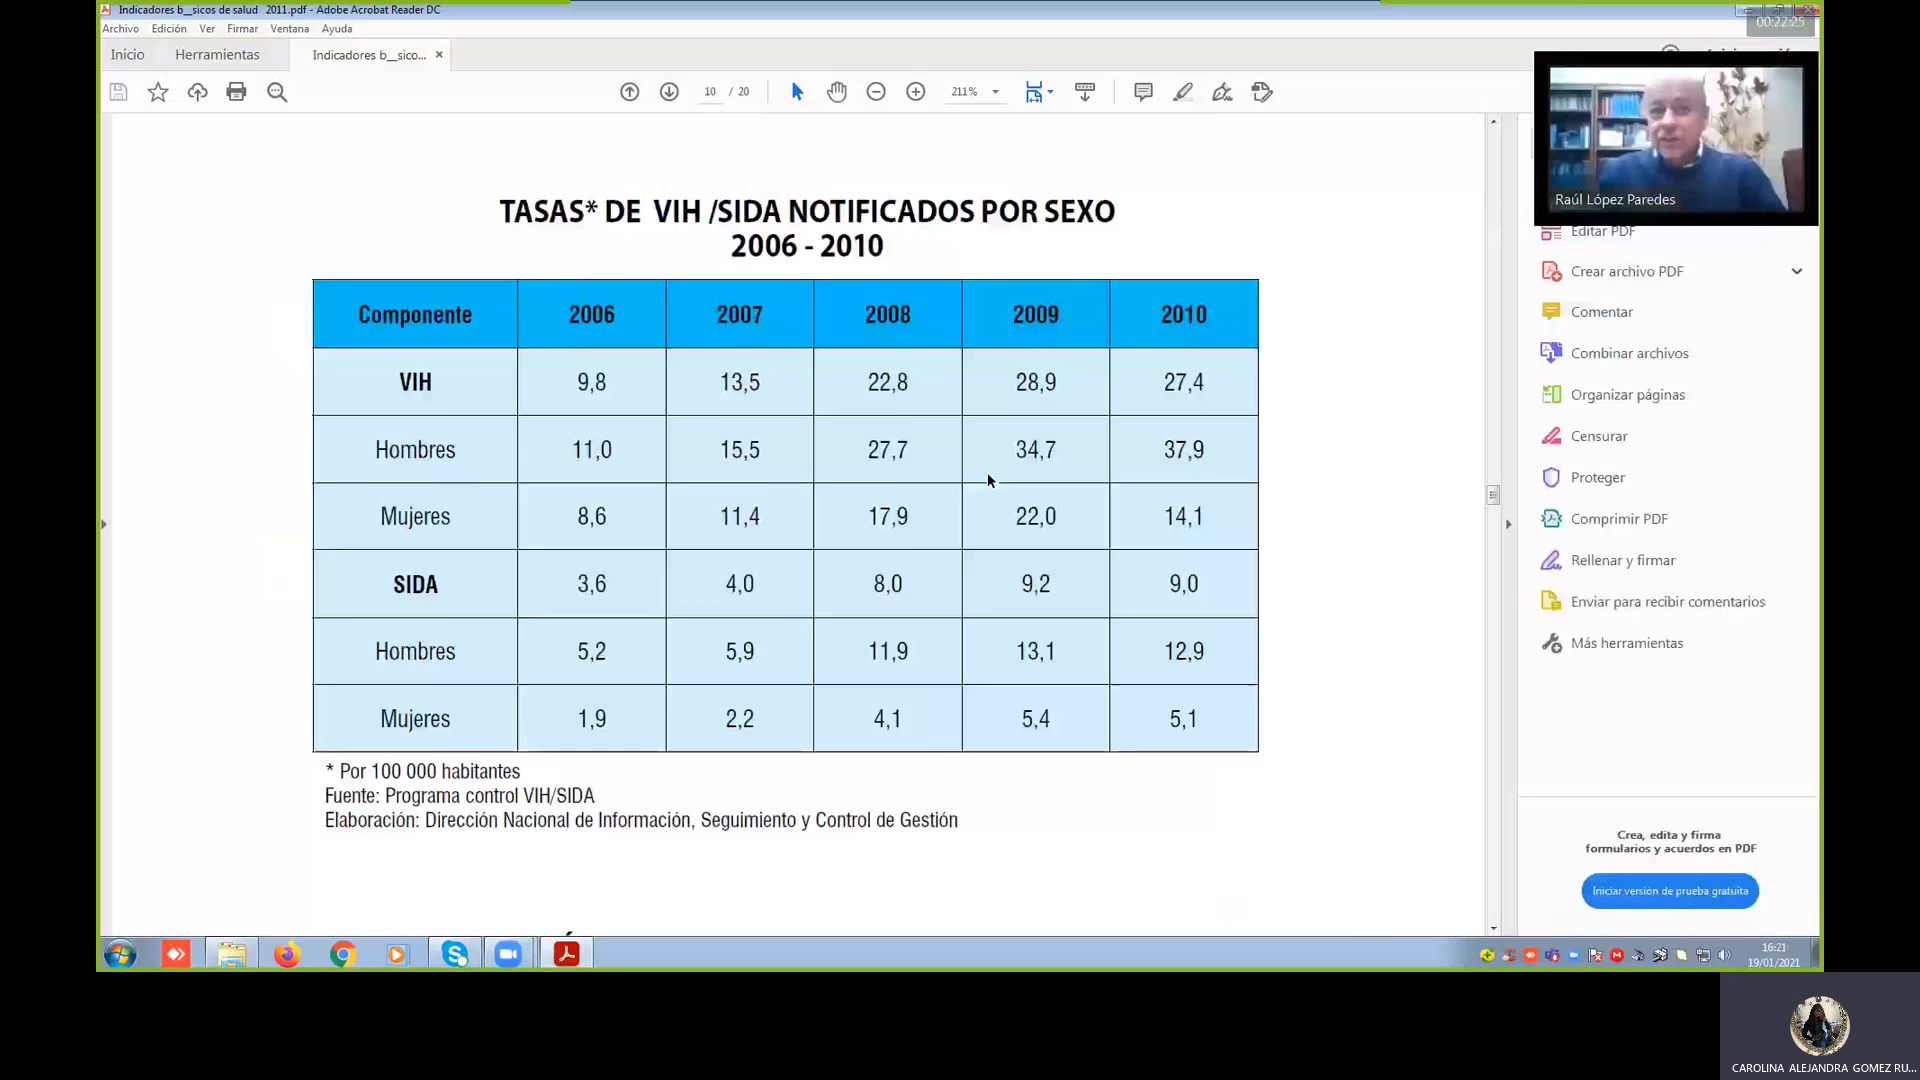 Indicadores b__sicos de salud 2011.pdf - Adobe Acrobat Reader DC
Archivo Edición Ver Firmar Ventana Ayuda
00:22:25
Inicio Herramientas Indicadores b__sico... ×
10 / 20 211%
Raúl López Paredes
TASAS* DE VIH /SIDA NOTIFICADOS POR SEXO
2006 - 2010
Componente 2006 2007 2008 2009 2010
VIH 9,8 13,5 22,8 28,9 27,4
Hombres 11,0 15,5 27,7 34,7 37,9
Mujeres 8,6 11,4 17,9 22,0 14,1
SIDA 3,6 4,0 8,0 9,2 9,0
Hombres 5,2 5,9 11,9 13,1 12,9
Mujeres 1,9 2,2 4,1 5,4 5,1
* Por 100 000 habitantes
Fuente: Programa control VIH/SIDA
Elaboración: Dirección Nacional de Información, Seguimiento y Control de Gestión
Editar PDF
Crear archivo PDF
Comentar
Combinar archivos
Organizar páginas
Censurar
Proteger
Comprimir PDF
Rellenar y firmar
Enviar para recibir comentarios
Más herramientas
Crea, edita y firma
formularios y acuerdos en PDF
Iniciar versión de prueba gratuita
16:21
19/01/2021
CAROLINA ALEJANDRA GOMEZ RU...